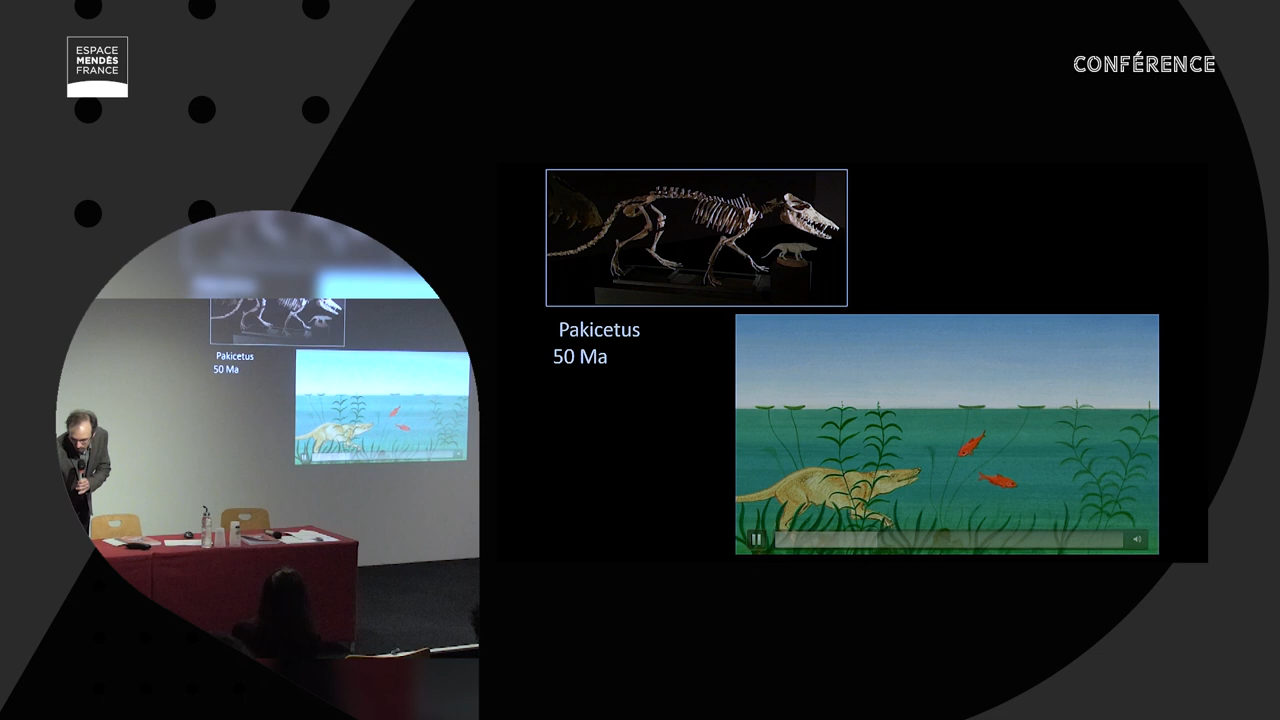 ESPACE
MENDÈS
FRANCE
CONFÉRENCE
Pakicetus
50 Ma
Pakicetus
50 Ma